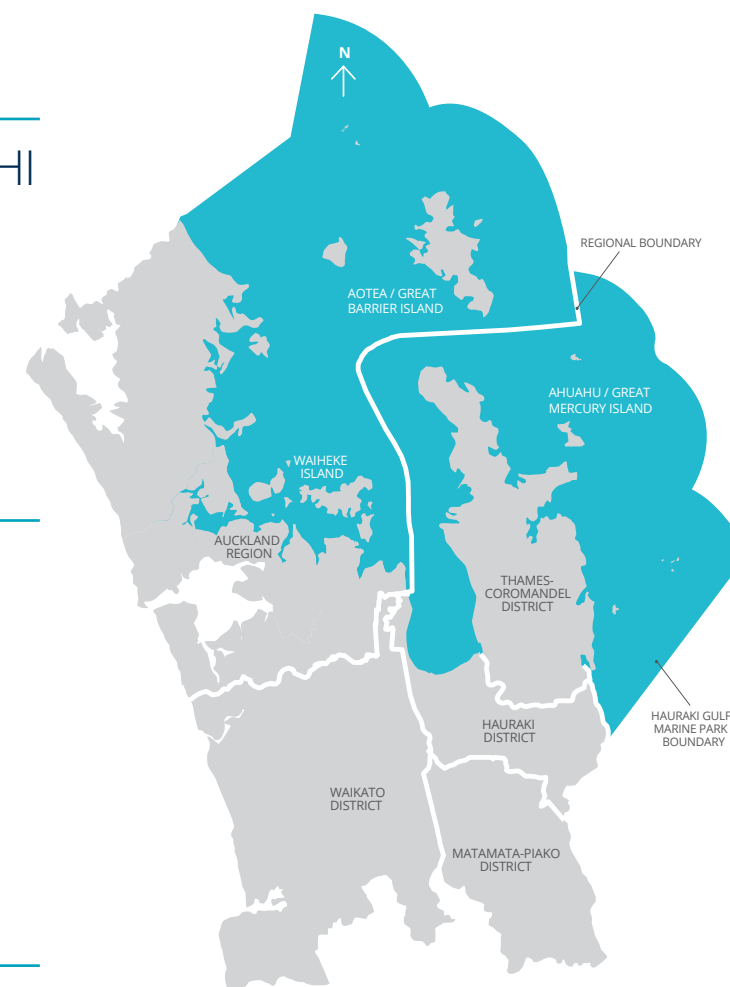 N
HI
REGIONAL BOUNDARY
AOTEA / GREAT
BARRIER ISLAND
AHUAHU / GREAT
MERCURY ISLAND
WAIHEKE
ISLAND
AUCKLAND
REGION
THAMES-
COROMANDEL
DISTRICT
HAURAKI GULF
MARINE PARK
BOUNDARY
HAURAKI
DISTRICT
WAIKATO
DISTRICT
MATAMATA-PIAKO
DISTRICT